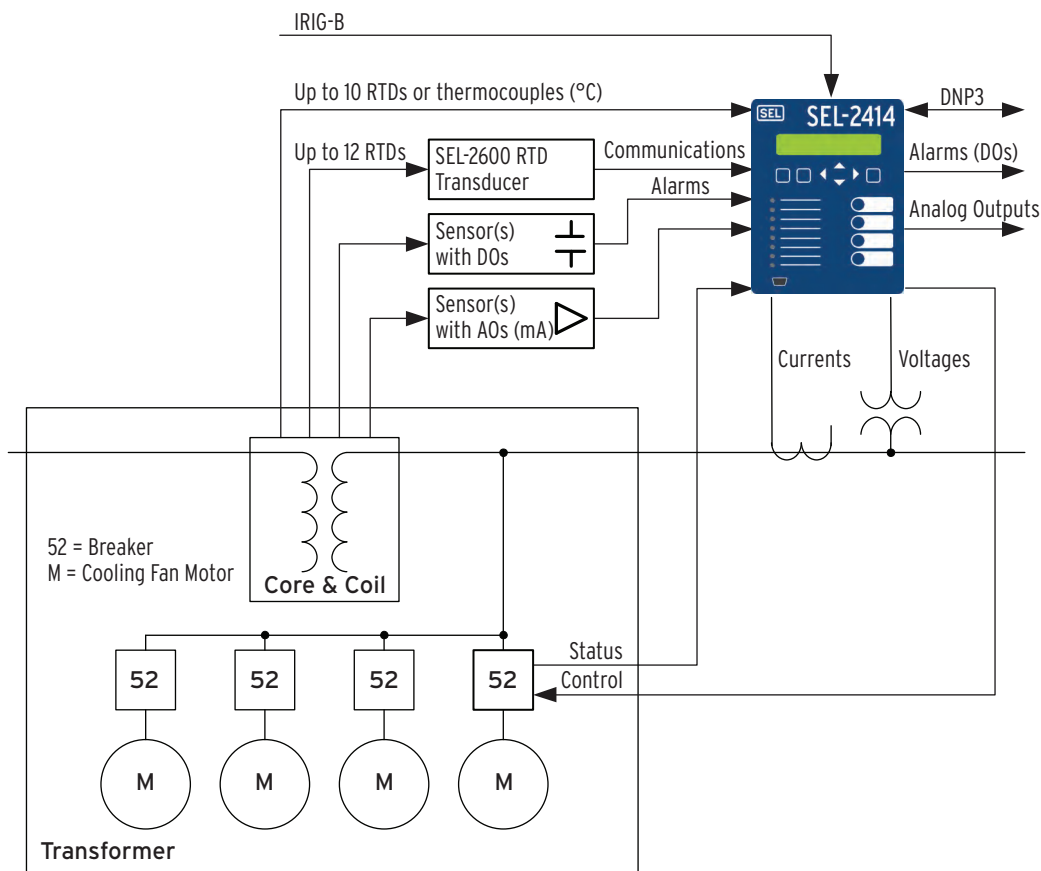 IRIG-B
Up to 10 RTDs or thermocouples (°C)
SEL
SEL-2414
DNP3
Up to 12 RTDs
SEL-2600 RTD
Transducer
Communications
Alarms (DOs)
Alarms
Sensor(s)
with DOs
Analog Outputs
Sensor(s)
with AOs (mA)
Currents
Voltages
52 = Breaker
M = Cooling Fan Motor
Core & Coil
52
52
52
52
Status
Control
M
M
M
M
Transformer